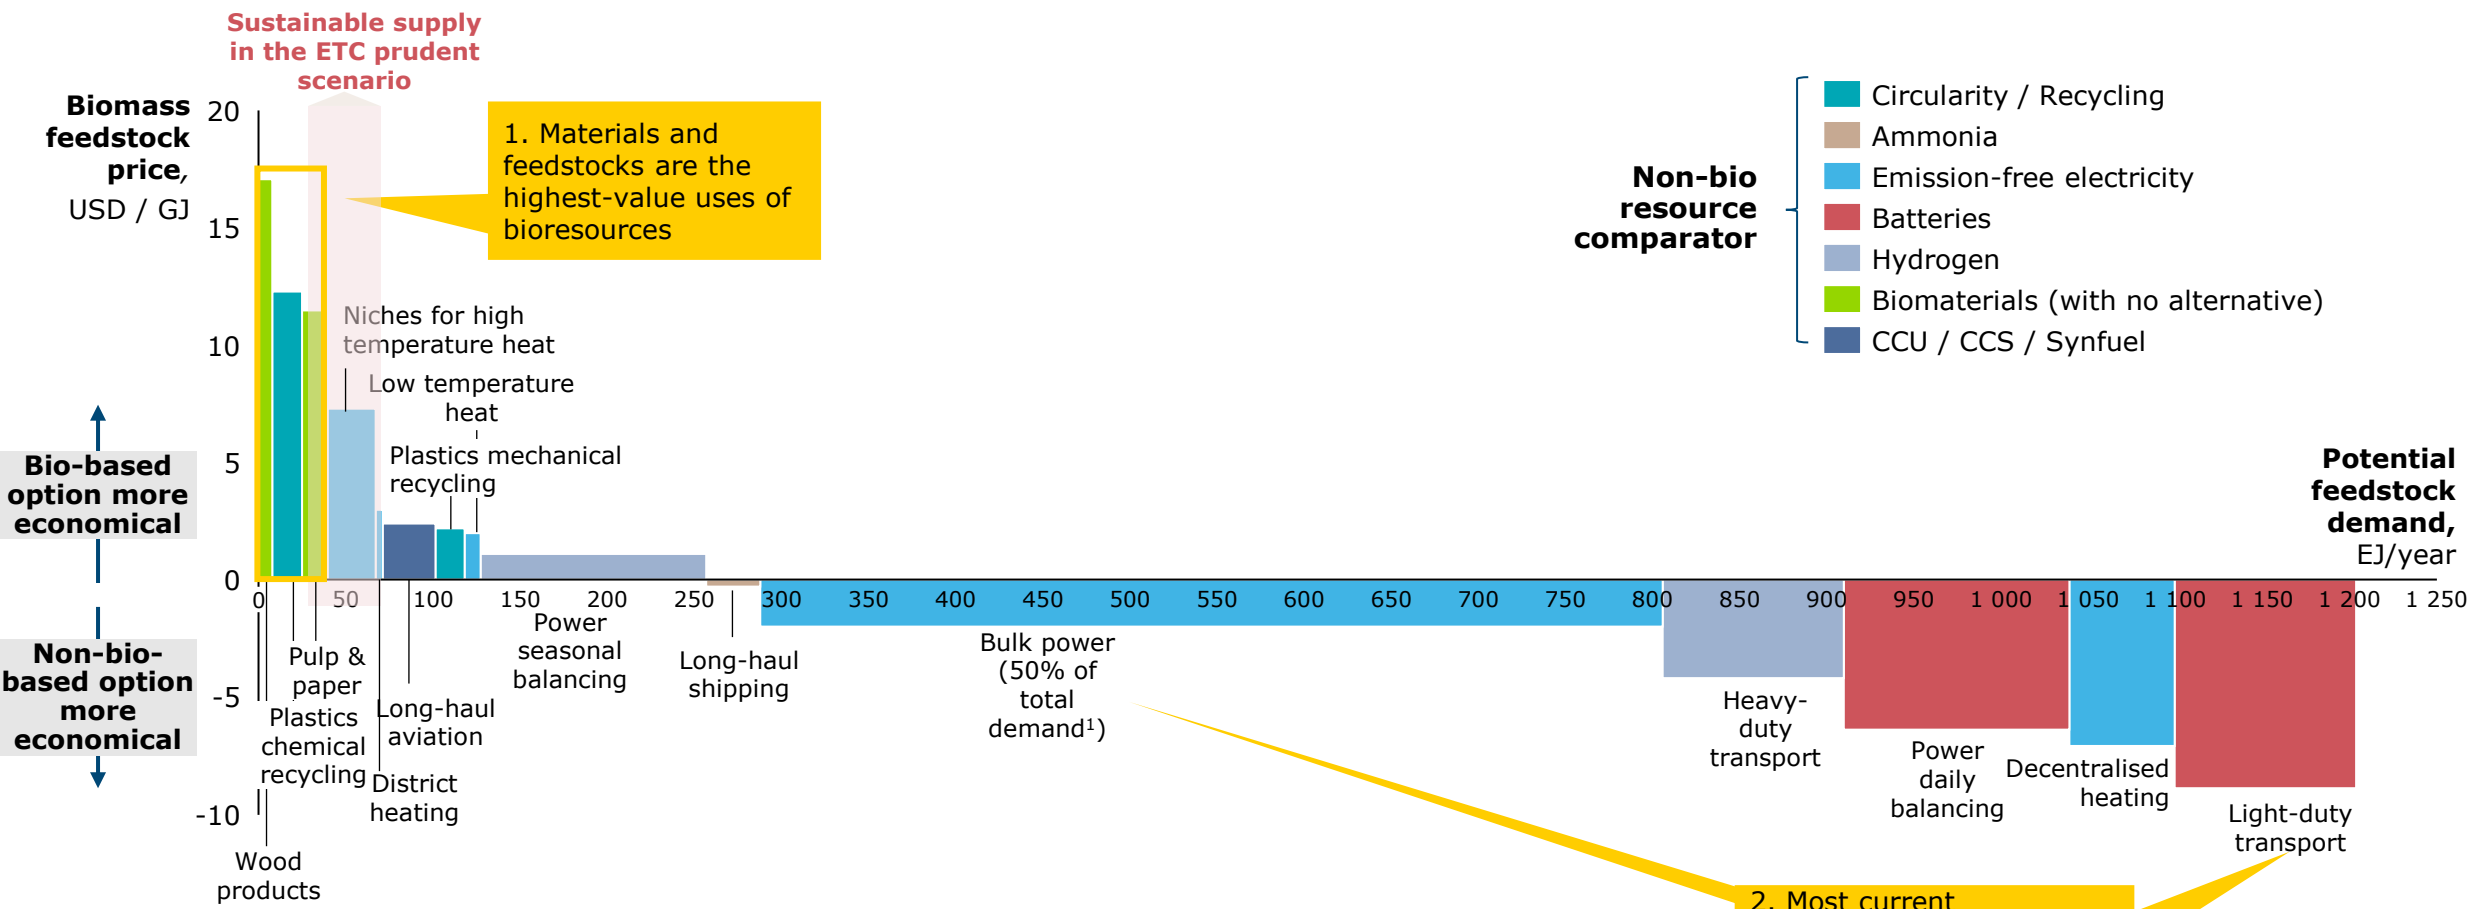 Sustainable supply
in the ETC prudent
scenario
Biomass
feedstock
price,
USD / GJ
20
15
10
5
0
-5
-10
1. Materials and
feedstocks are the
highest-value uses of
bioresources
Non-bio
resource
comparator
Circularity / Recycling
Ammonia
Emission-free electricity
Batteries
Hydrogen
Biomaterials (with no alternative)
CCU / CCS / Synfuel
Niches for high
temperature heat
Low temperature
heat
Plastics mechanical
recycling
Bio-based
option more
economical
Non-bio-
based option
more
economical
Potential
feedstock
demand,
EJ/year
0 50 100 150 200 250 300 350 400 450 500 550 600 650 700 750 800 850 900 950 1 000 1 050 1 100 1 150 1 200 1 250
Wood
products
Plastics
chemical
recycling
Pulp &
paper
District
heating
Long-haul
aviation
Power
seasonal
balancing
Long-haul
shipping
Bulk power
(50% of
total
demand¹)
Heavy-
duty
transport
Power
daily
balancing
Decentralised
heating
Light-duty
transport
2. Most current